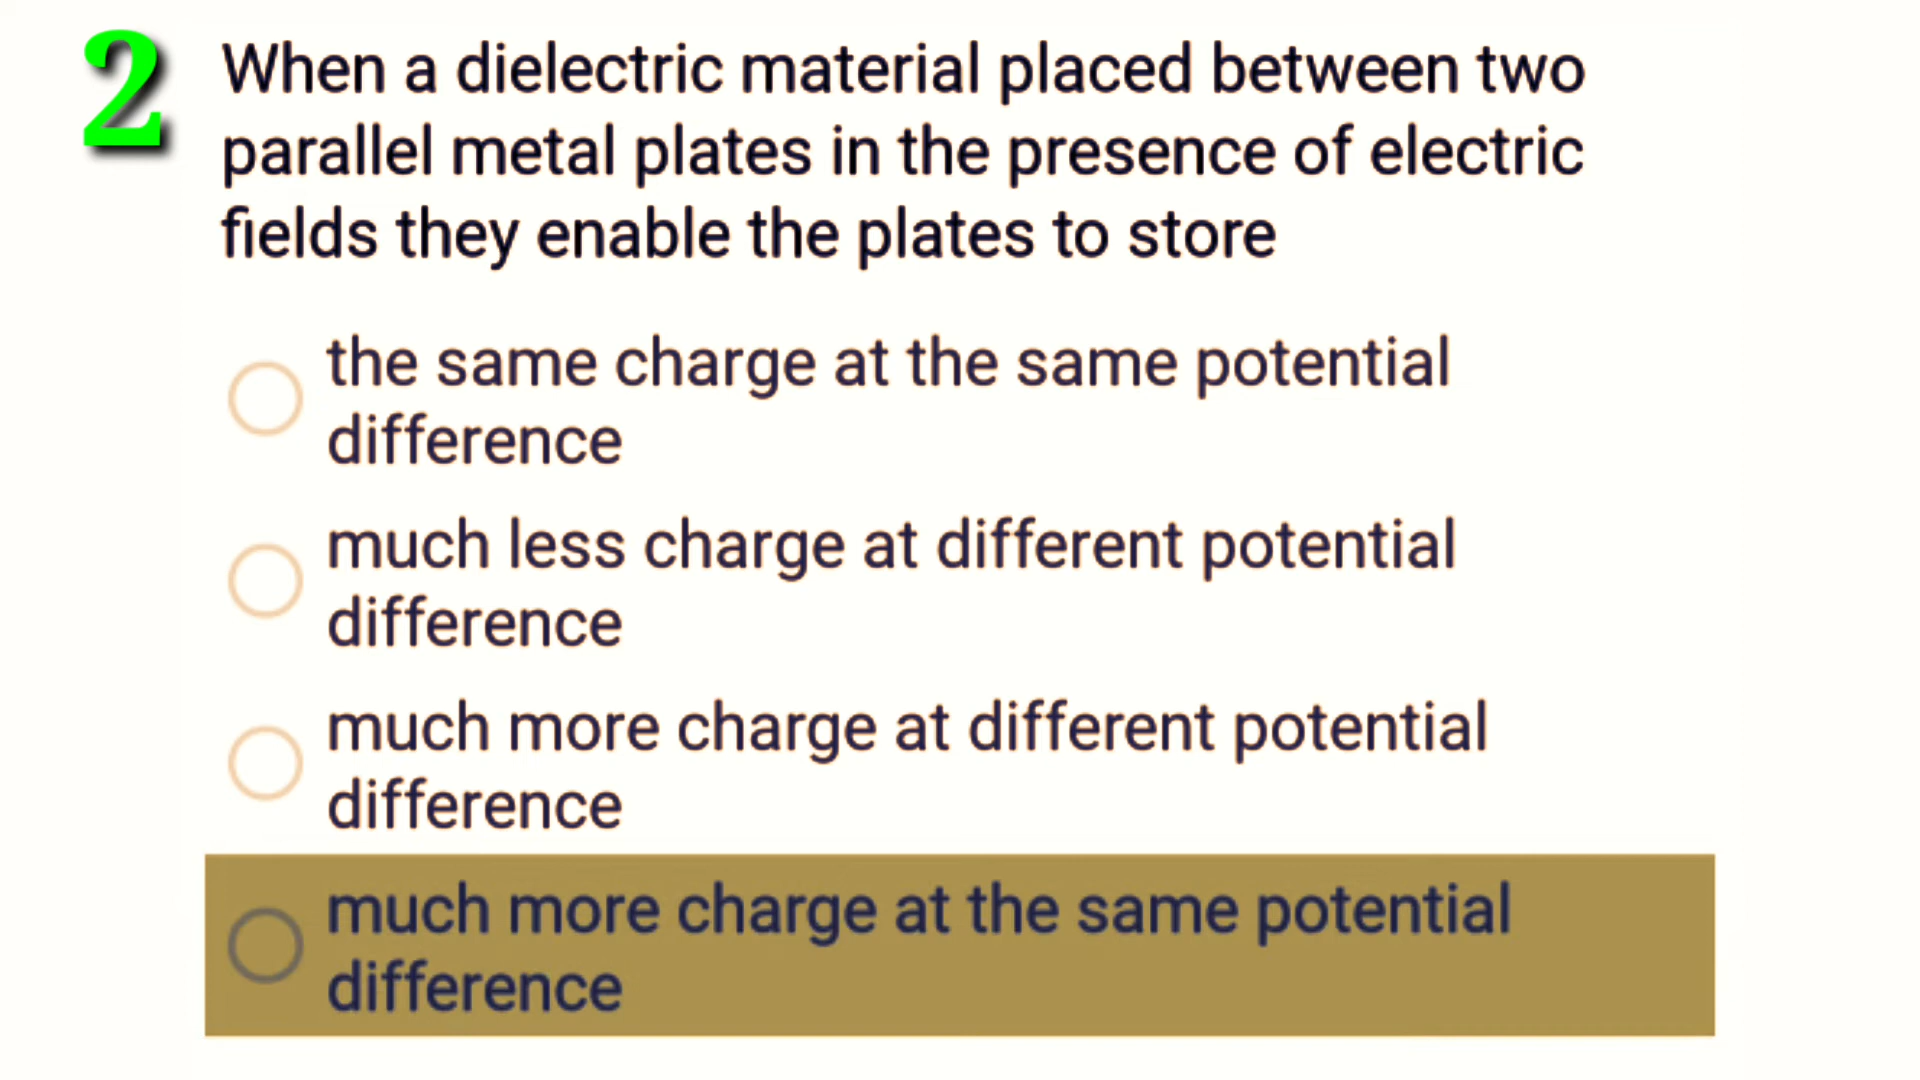 2
When a dielectric material placed between two
parallel metal plates in the presence of electric
fields they enable the plates to store
the same charge at the same potential
difference
much less charge at different potential
difference
much more charge at different potential
difference
much more charge at the same potential
difference